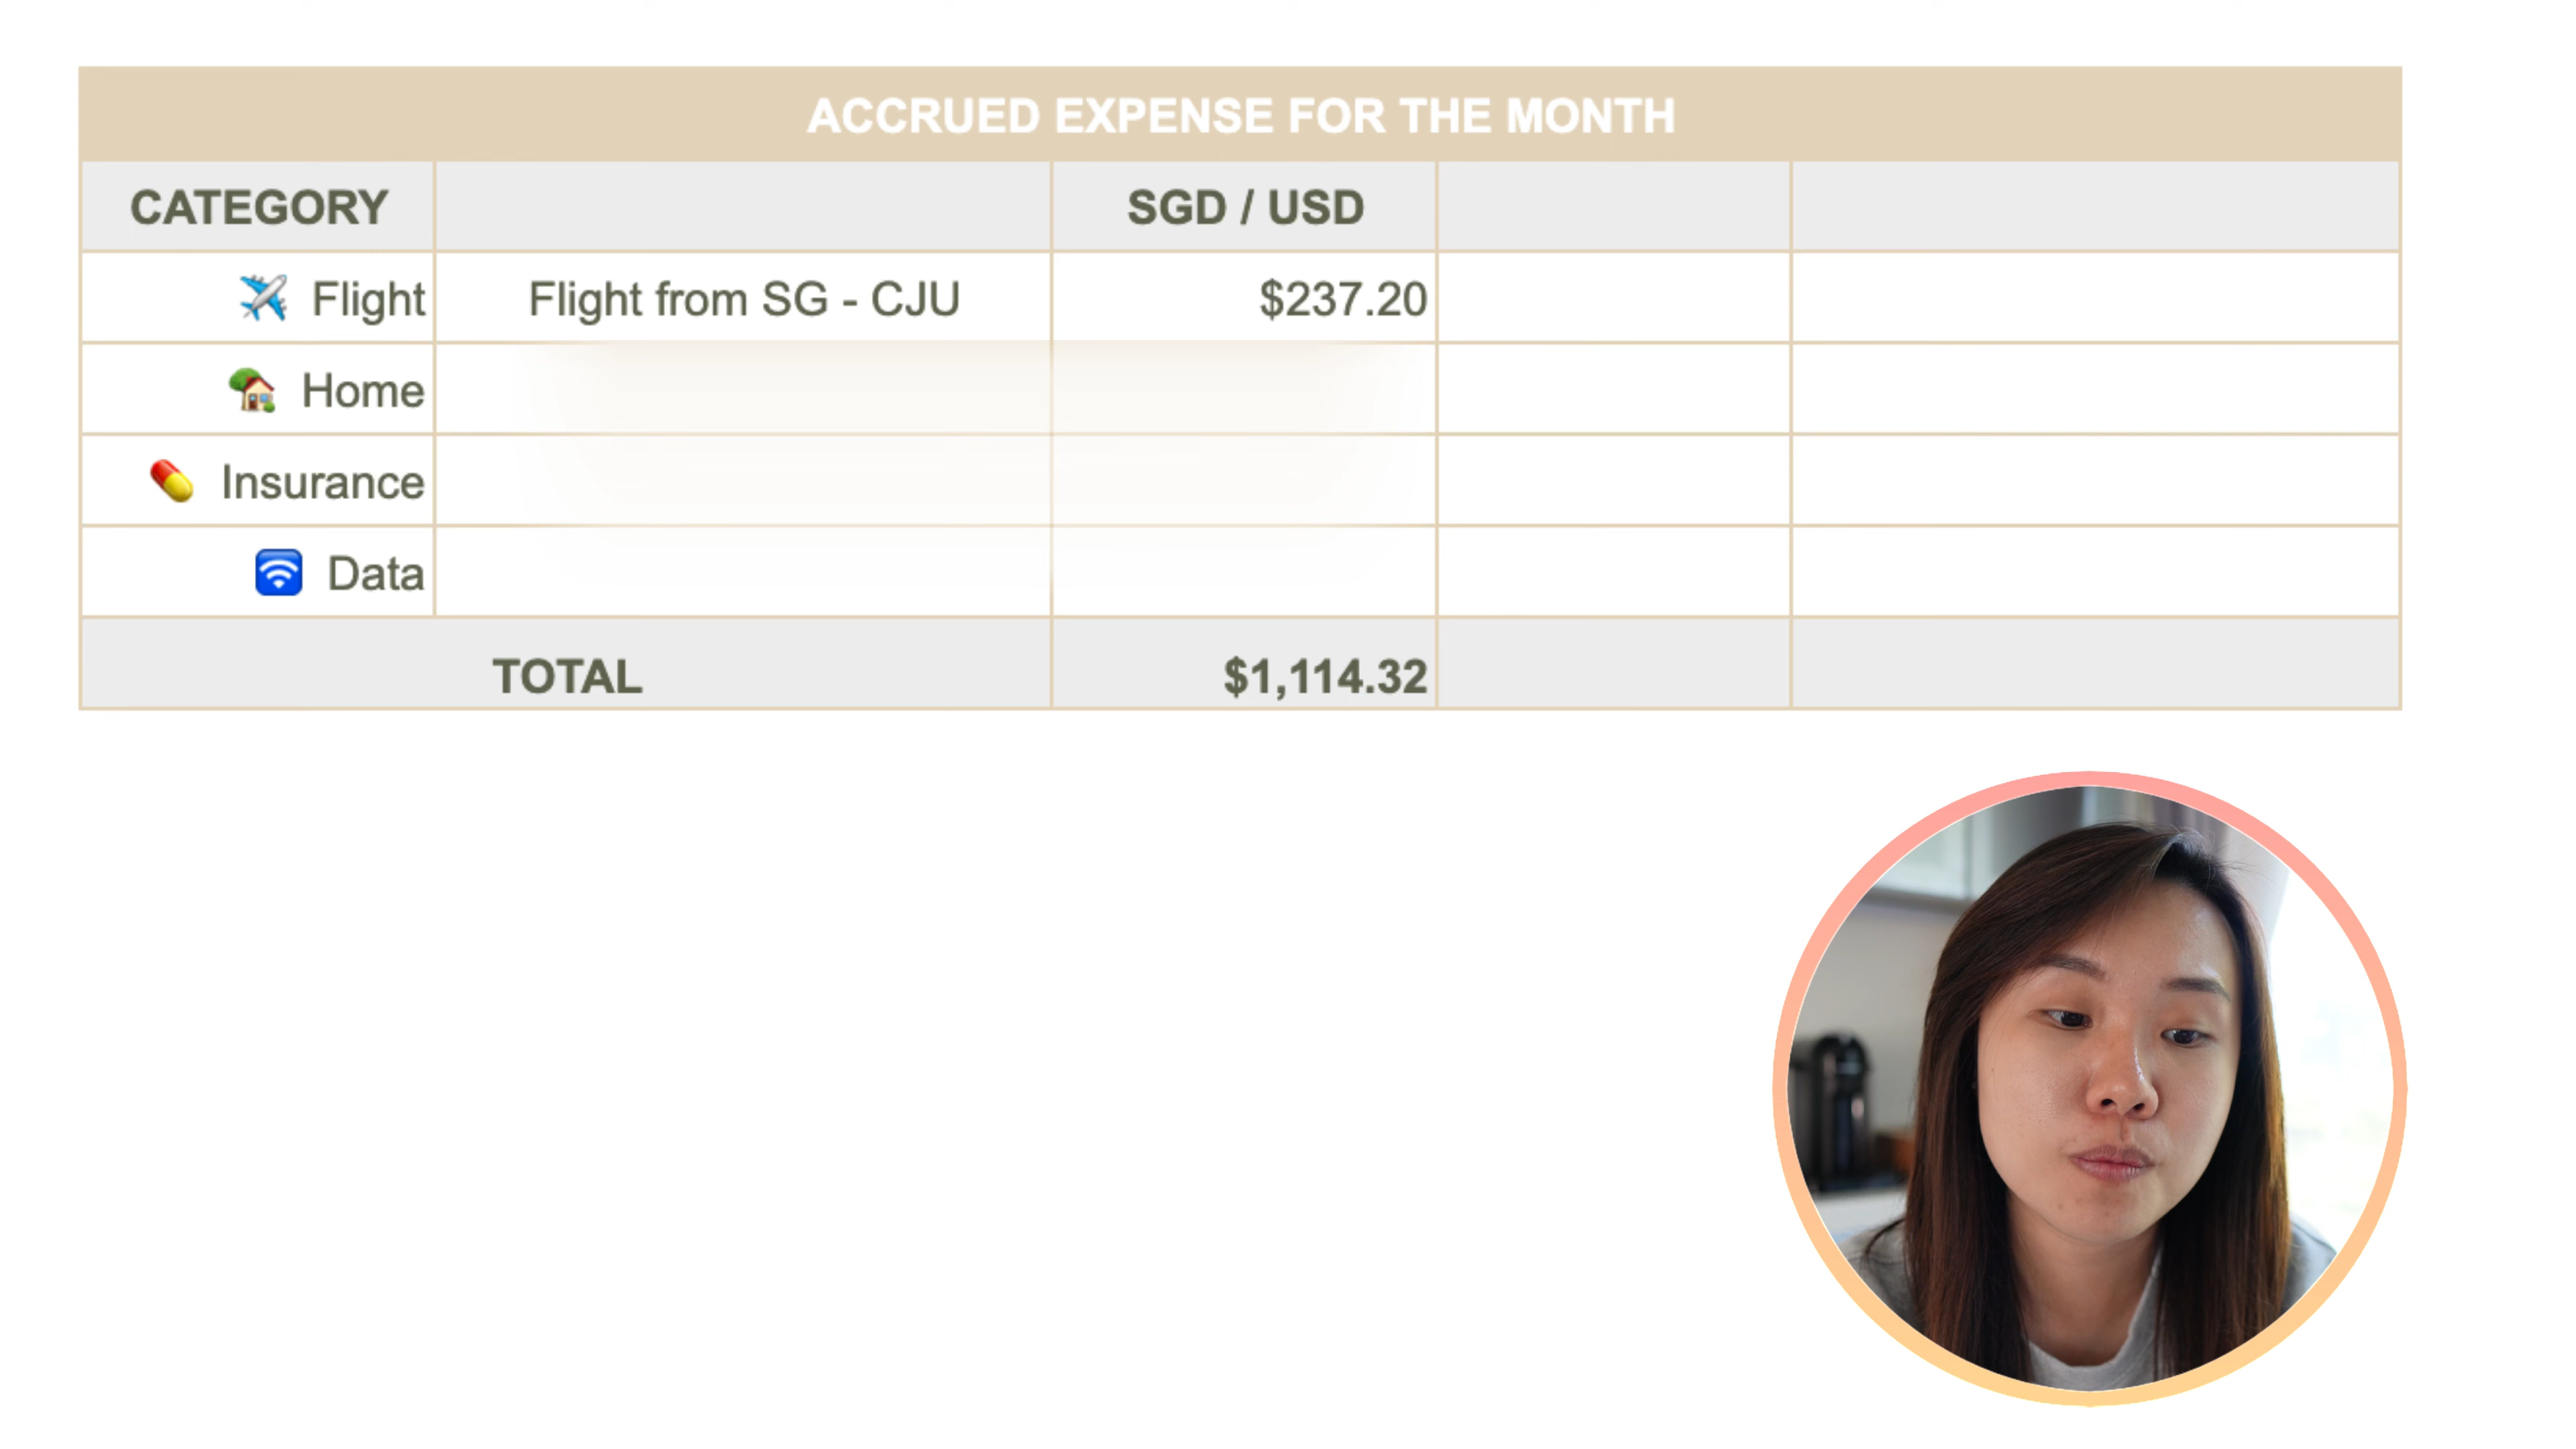 ACCRUED EXPENSE FOR THE MONTH
CATEGORY SGD / USD
Flight Flight from SG - CJU $237.20
Home
Insurance
Data
TOTAL $1,114.32